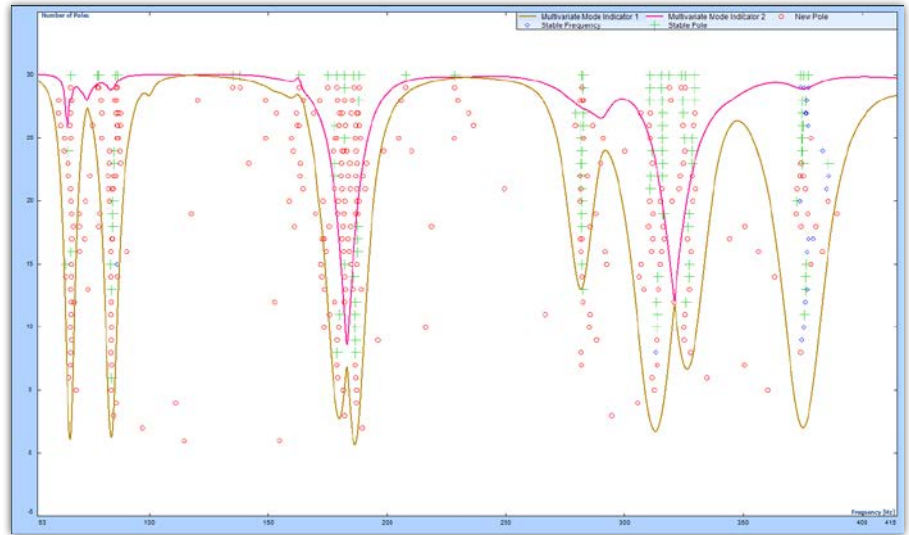 Number of Poles
Multivariate Mode Indicator 1
Multivariate Mode Indicator 2
New Pole
Stable Frequency
Stable Pole
30
25
20
15
10
5
0
-5
53
100
150
200
250
300
350
400
415
Frequency [Hz]